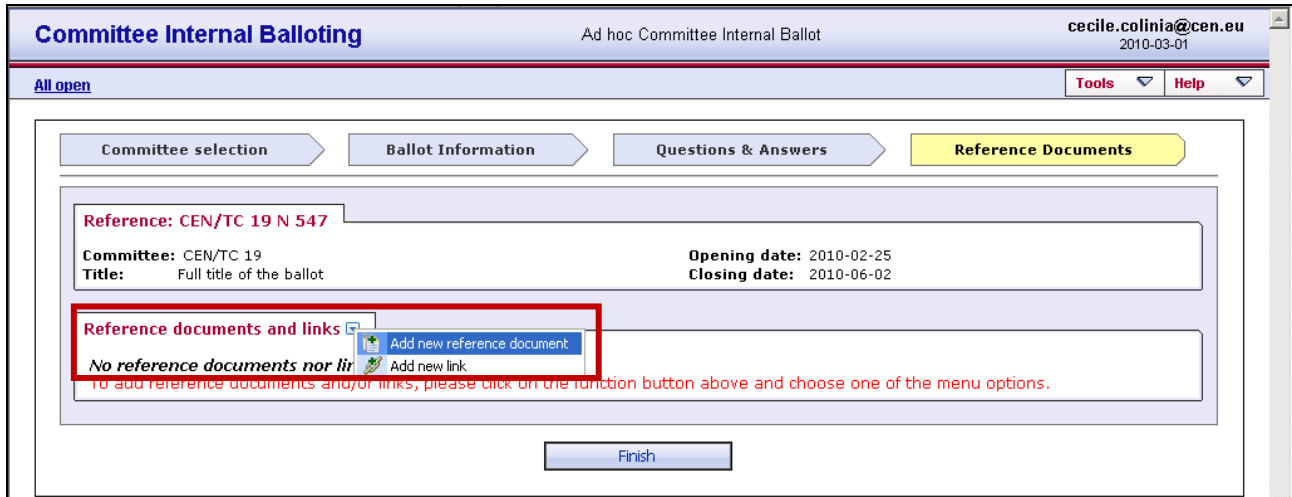 Committee Internal Balloting Ad hoc Committee Internal Ballot cecile.colinia@cen.eu
2010-03-01
All open Tools Help
Committee selection Ballot Information Questions & Answers Reference Documents
Reference: CEN/TC 19 N 547
Committee: CEN/TC 19 Opening date: 2010-02-25
Title: Full title of the ballot Closing date: 2010-06-02
Reference documents and links
Add new reference document
No reference documents nor Add new link
To add reference documents and/or links, please click on the function button above and choose one of the menu options.
Finish